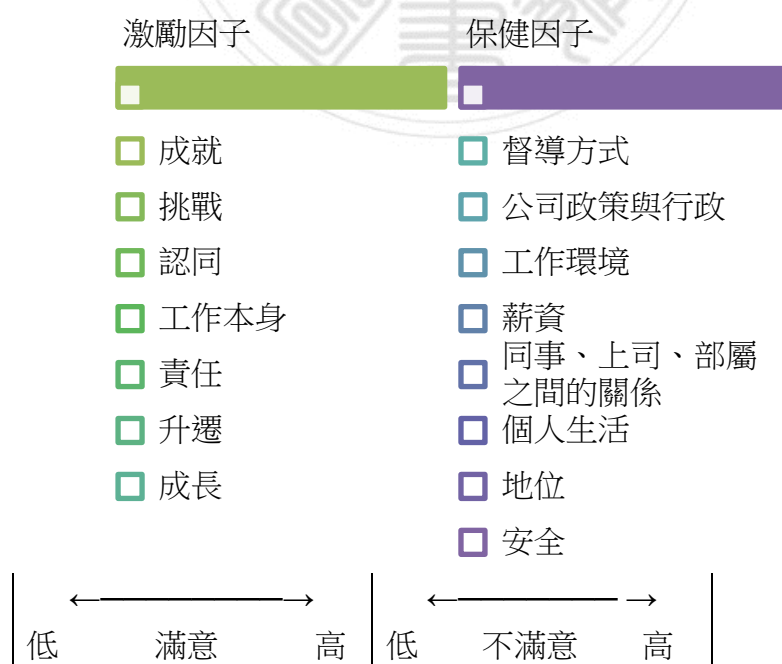 激勵因子
保健因子
成就
挑戰
認同
工作本身
責任
升遷
成長
督導方式
公司政策與行政
工作環境
薪資
同事、上司、部屬
之間的關係
個人生活
地位
安全
←————————→
低 滿意 高
←———————→
低 不滿意 高